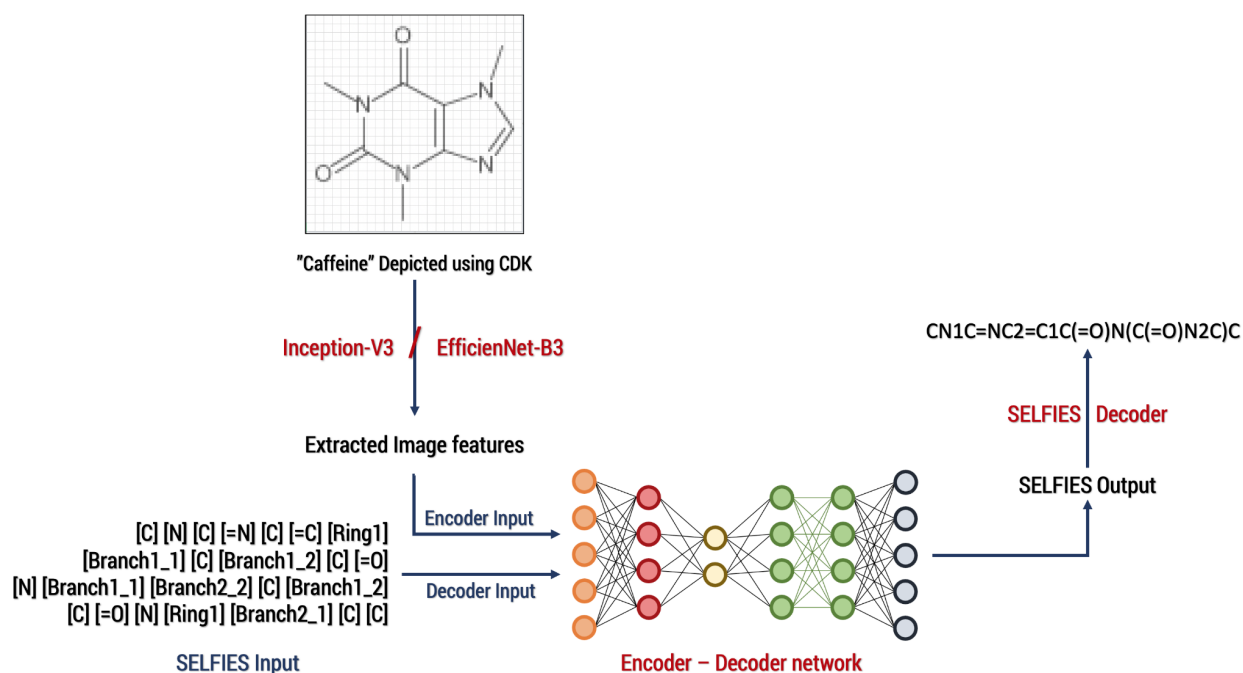 O
N
N
O
N
N
"Caffeine" Depicted using CDK
Inception-V3 / EfficienNet-B3
Extracted Image features
CN1C=NC2=C1C(=O)N(C(=O)N2C)C
SELFIES Decoder
SELFIES Output
[C] [N] [C] [=N] [C] [=C] [Ring1]
[Branch1_1] [C] [Branch1_2] [C] [=O]
[N] [Branch1_1] [Branch2_2] [C] [Branch1_2]
[C] [=O] [N] [Ring1] [Branch2_1] [C] [C]
Encoder Input
Decoder Input
SELFIES Input
Encoder – Decoder network